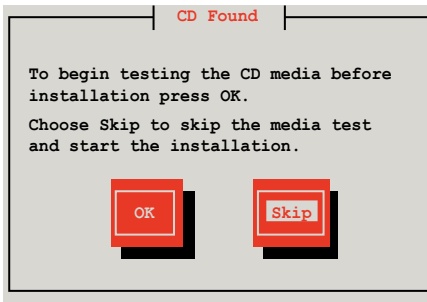 CD Found
To begin testing the CD media before
installation press OK.
Choose Skip to skip the media test
and start the installation.
OK
Skip